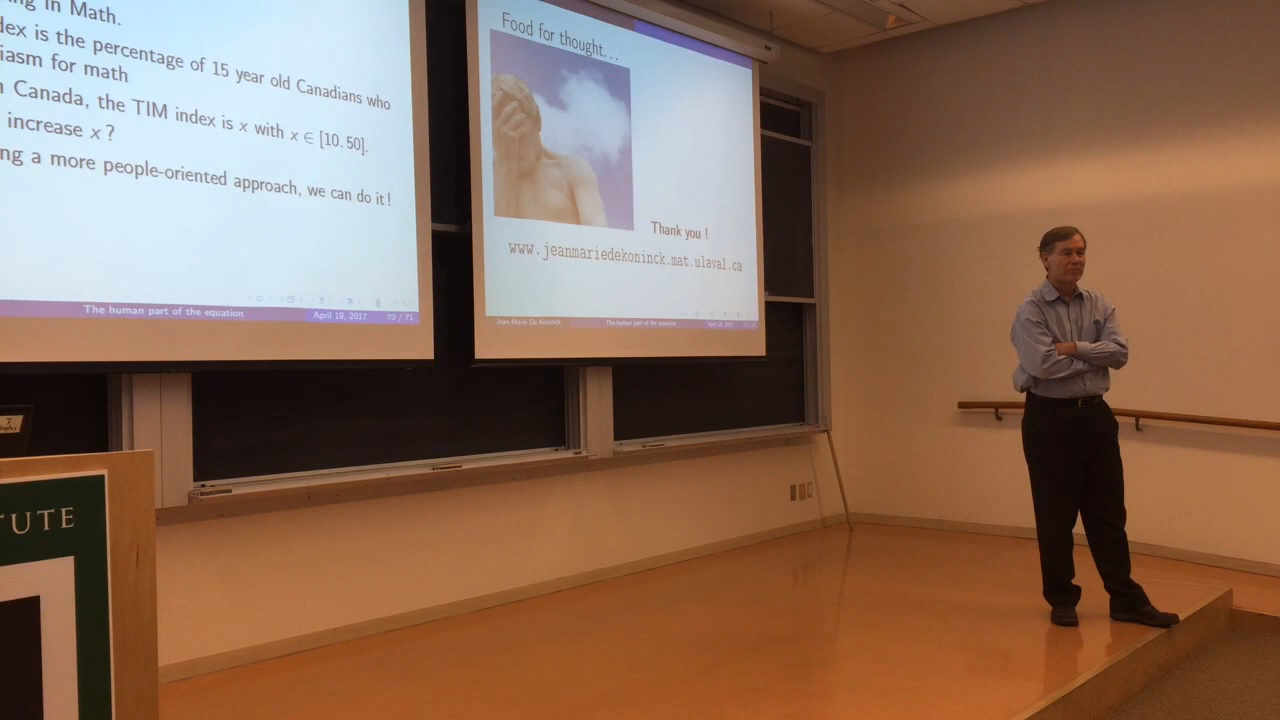 ing in Math.
dex is the percentage of 15 year old Canadians who
iasm for math
n Canada, the TIM index is x with x ∈ [10, 50].
increase x ?
ng a more people-oriented approach, we can do it !
The human part of the equation April 19, 2017 70 / 71
Food for thought. . .
Thank you !
www.jeanmariedekoninck.mat.ulaval.ca
Jean-Marie De Koninck The human part of the equation April 19, 2017
TUTE